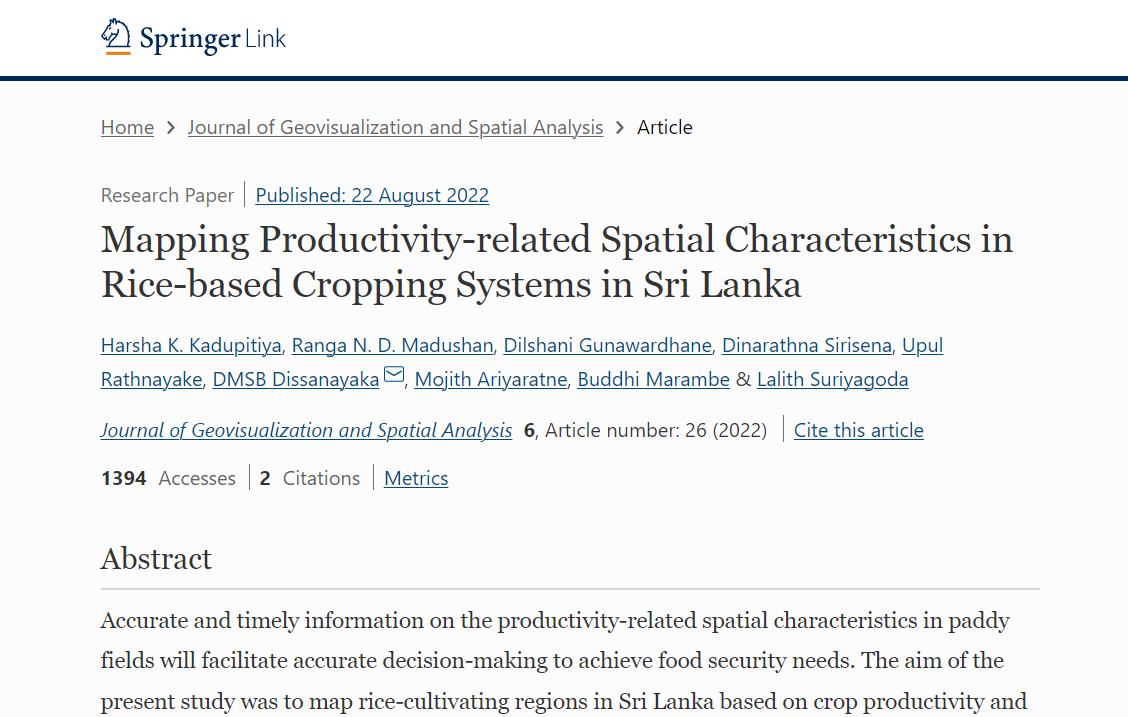 Springer Link
Home > Journal of Geovisualization and Spatial Analysis > Article
Research Paper | Published: 22 August 2022
Mapping Productivity-related Spatial Characteristics in
Rice-based Cropping Systems in Sri Lanka
Harsha K. Kadupitiya, Ranga N. D. Madushan, Dilshani Gunawardhane, Dinarathna Sirisena, Upul
Rathnayake, DMSB Dissanayaka, Mojith Ariyaratne, Buddhi Marambe & Lalith Suriyagoda
Journal of Geovisualization and Spatial Analysis 6, Article number: 26 (2022) | Cite this article
1394 Accesses | 2 Citations | Metrics
Abstract
Accurate and timely information on the productivity-related spatial characteristics in paddy
fields will facilitate accurate decision-making to achieve food security needs. The aim of the
present study was to map rice-cultivating regions in Sri Lanka based on crop productivity and